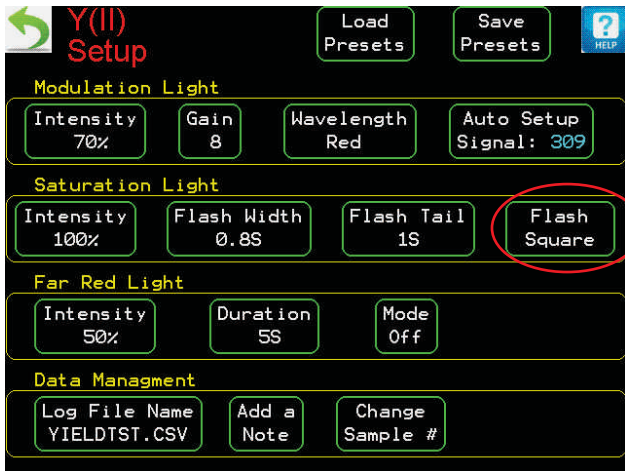 Y(II)
Setup
Load
Presets
Save
Presets
?
HELP
Modulation Light
Intensity
70%
Gain
8
Wavelength
Red
Auto Setup
Signal: 309
Saturation Light
Intensity
100%
Flash Width
0.8S
Flash Tail
1S
Flash
Square
Far Red Light
Intensity
50%
Duration
5S
Mode
Off
Data Managment
Log File Name
YIELDTST.CSV
Add a
Note
Change
Sample #